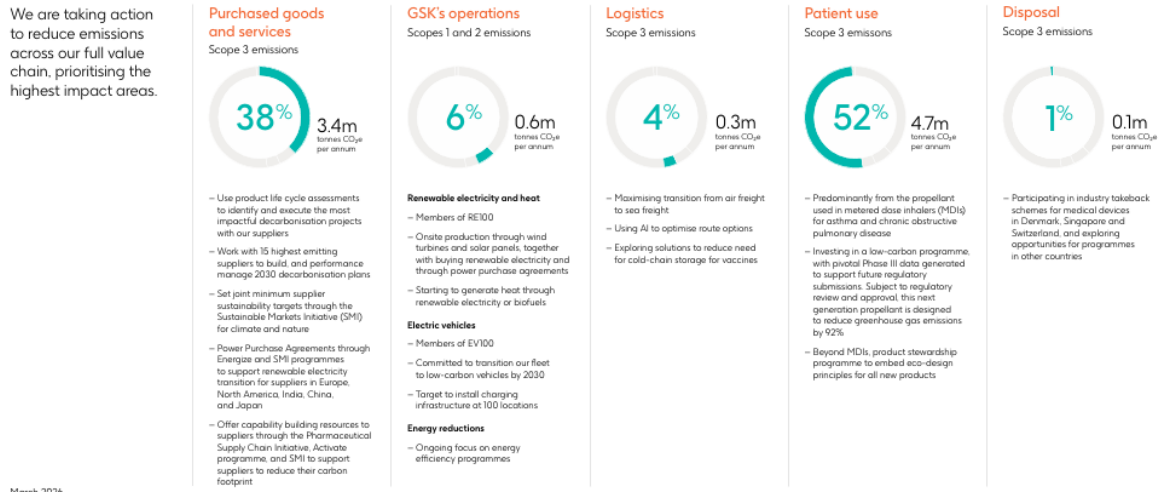 We are taking action
to reduce emissions
across our full value
chain, prioritising the
highest impact areas.
Purchased goods
and services
Scope 3 emissions
38%
3.4m
tonnes CO₂e
per annum
– Use product life cycle assessments
to identify and execute the most
impactful decarbonisation projects
with our suppliers
– Work with 15 highest emitting
suppliers to build, and performance
manage 2030 decarbonisation plans
– Set joint minimum supplier
sustainability targets through the
Sustainable Markets Initiative (SMI)
for climate and nature
– Power Purchase Agreements through
Energize and SMI programmes
to support renewable electricity
transition for suppliers in Europe,
North America, India, China,
and Japan
– Offer capability building resources to
suppliers through the Pharmaceutical
Supply Chain Initiative, Activate
programme, and SMI to support
suppliers to reduce their carbon
footprint
GSK's operations
Scopes 1 and 2 emissions
6%
0.6m
tonnes CO₂e
per annum
Renewable electricity and heat
– Members of RE100
– Onsite production through wind
turbines and solar panels, together
with buying renewable electricity and
through power purchase agreements
– Starting to generate heat through
renewable electricity or biofuels
Electric vehicles
– Members of EV100
– Committed to transition our fleet
to low-carbon vehicles by 2030
– Target to install charging
infrastructure at 100 locations
Energy reductions
– Ongoing focus on energy
efficiency programmes
Logistics
Scope 3 emissions
4%
0.3m
tonnes CO₂e
per annum
– Maximising transition from air freight
to sea freight
– Using AI to optimise route options
– Exploring solutions to reduce need
for cold-chain storage for vaccines
Patient use
Scope 3 emissons
52%
4.7m
tonnes CO₂e
per annum
– Predominantly from the propellant
used in metered dose inhalers (MDIs)
for asthma and chronic obstructive
pulmonary disease
– Investing in a low-carbon programme,
with pivotal Phase III data generated
to support future regulatory
submissions. Subject to regulatory
review and approval, this next
generation propellant is designed
to reduce greenhouse gas emissions
by 92%
– Beyond MDIs, product stewardship
programme to embed eco-design
principles for all new products
Disposal
Scope 3 emissions
1%
0.1m
tonnes CO₂e
per annum
– Participating in industry takeback
schemes for medical devices
in Denmark, Singapore and
Switzerland, and exploring
opportunities for programmes
in other countries